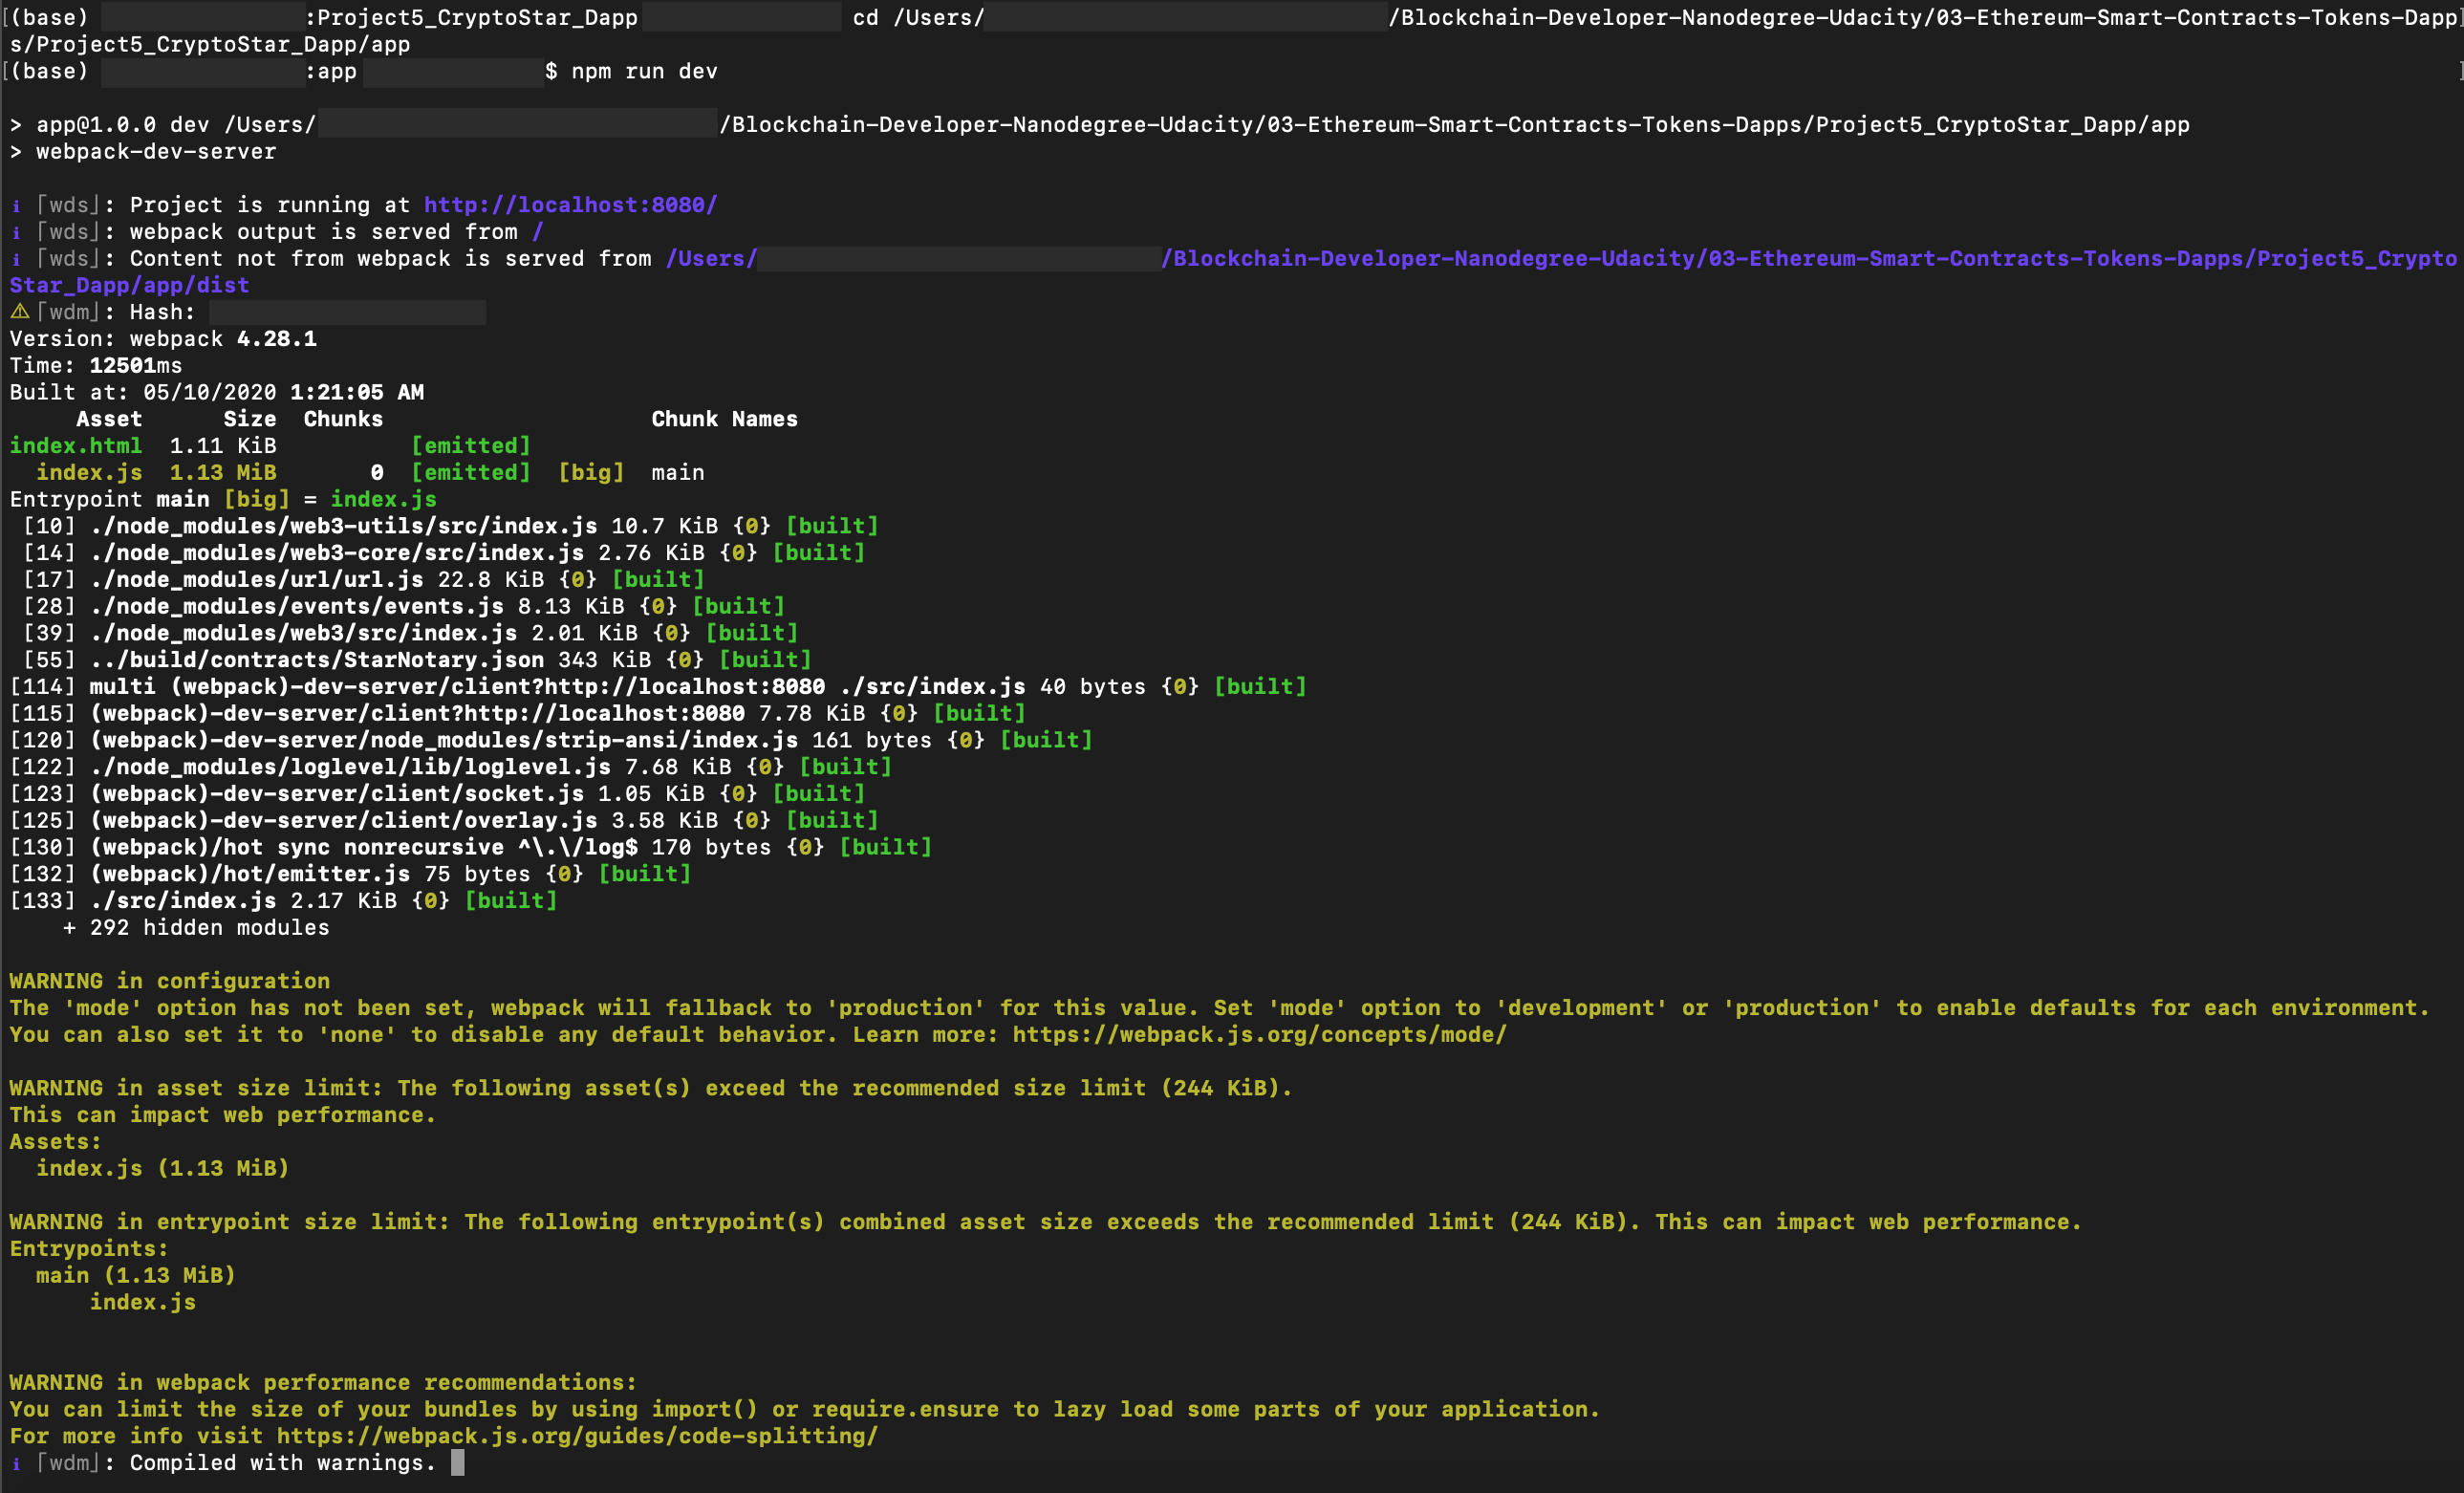 [(base) :Project5_CryptoStar_Dapp cd /Users/ /Blockchain-Developer-Nanodegree-Udacity/03-Ethereum-Smart-Contracts-Tokens-Dapp]
s/Project5_CryptoStar_Dapp/app
[(base) :app $ npm run dev ]
> app@1.0.0 dev /Users/ /Blockchain-Developer-Nanodegree-Udacity/03-Ethereum-Smart-Contracts-Tokens-Dapps/Project5_CryptoStar_Dapp/app
> webpack-dev-server
ℹ ｢wds｣: Project is running at http://localhost:8080/
ℹ ｢wds｣: webpack output is served from /
ℹ ｢wds｣: Content not from webpack is served from /Users/ /Blockchain-Developer-Nanodegree-Udacity/03-Ethereum-Smart-Contracts-Tokens-Dapps/Project5_Crypto
Star_Dapp/app/dist
⚠ ｢wdm｣: Hash:
Version: webpack 4.28.1
Time: 12501ms
Built at: 05/10/2020 1:21:05 AM
     Asset      Size  Chunks                    Chunk Names
index.html  1.11 KiB          [emitted]
  index.js  1.13 MiB       0  [emitted]  [big]  main
Entrypoint main [big] = index.js
 [10] ./node_modules/web3-utils/src/index.js 10.7 KiB {0} [built]
 [14] ./node_modules/web3-core/src/index.js 2.76 KiB {0} [built]
 [17] ./node_modules/url/url.js 22.8 KiB {0} [built]
 [28] ./node_modules/events/events.js 8.13 KiB {0} [built]
 [39] ./node_modules/web3/src/index.js 2.01 KiB {0} [built]
 [55] ../build/contracts/StarNotary.json 343 KiB {0} [built]
[114] multi (webpack)-dev-server/client?http://localhost:8080 ./src/index.js 40 bytes {0} [built]
[115] (webpack)-dev-server/client?http://localhost:8080 7.78 KiB {0} [built]
[120] (webpack)-dev-server/node_modules/strip-ansi/index.js 161 bytes {0} [built]
[122] ./node_modules/loglevel/lib/loglevel.js 7.68 KiB {0} [built]
[123] (webpack)-dev-server/client/socket.js 1.05 KiB {0} [built]
[125] (webpack)-dev-server/client/overlay.js 3.58 KiB {0} [built]
[130] (webpack)/hot sync nonrecursive ^\.\/log$ 170 bytes {0} [built]
[132] (webpack)/hot/emitter.js 75 bytes {0} [built]
[133] ./src/index.js 2.17 KiB {0} [built]
    + 292 hidden modules
WARNING in configuration
The 'mode' option has not been set, webpack will fallback to 'production' for this value. Set 'mode' option to 'development' or 'production' to enable defaults for each environment.
You can also set it to 'none' to disable any default behavior. Learn more: https://webpack.js.org/concepts/mode/
WARNING in asset size limit: The following asset(s) exceed the recommended size limit (244 KiB).
This can impact web performance.
Assets:
  index.js (1.13 MiB)
WARNING in entrypoint size limit: The following entrypoint(s) combined asset size exceeds the recommended limit (244 KiB). This can impact web performance.
Entrypoints:
  main (1.13 MiB)
      index.js
WARNING in webpack performance recommendations:
You can limit the size of your bundles by using import() or require.ensure to lazy load some parts of your application.
For more info visit https://webpack.js.org/guides/code-splitting/
ℹ ｢wdm｣: Compiled with warnings.